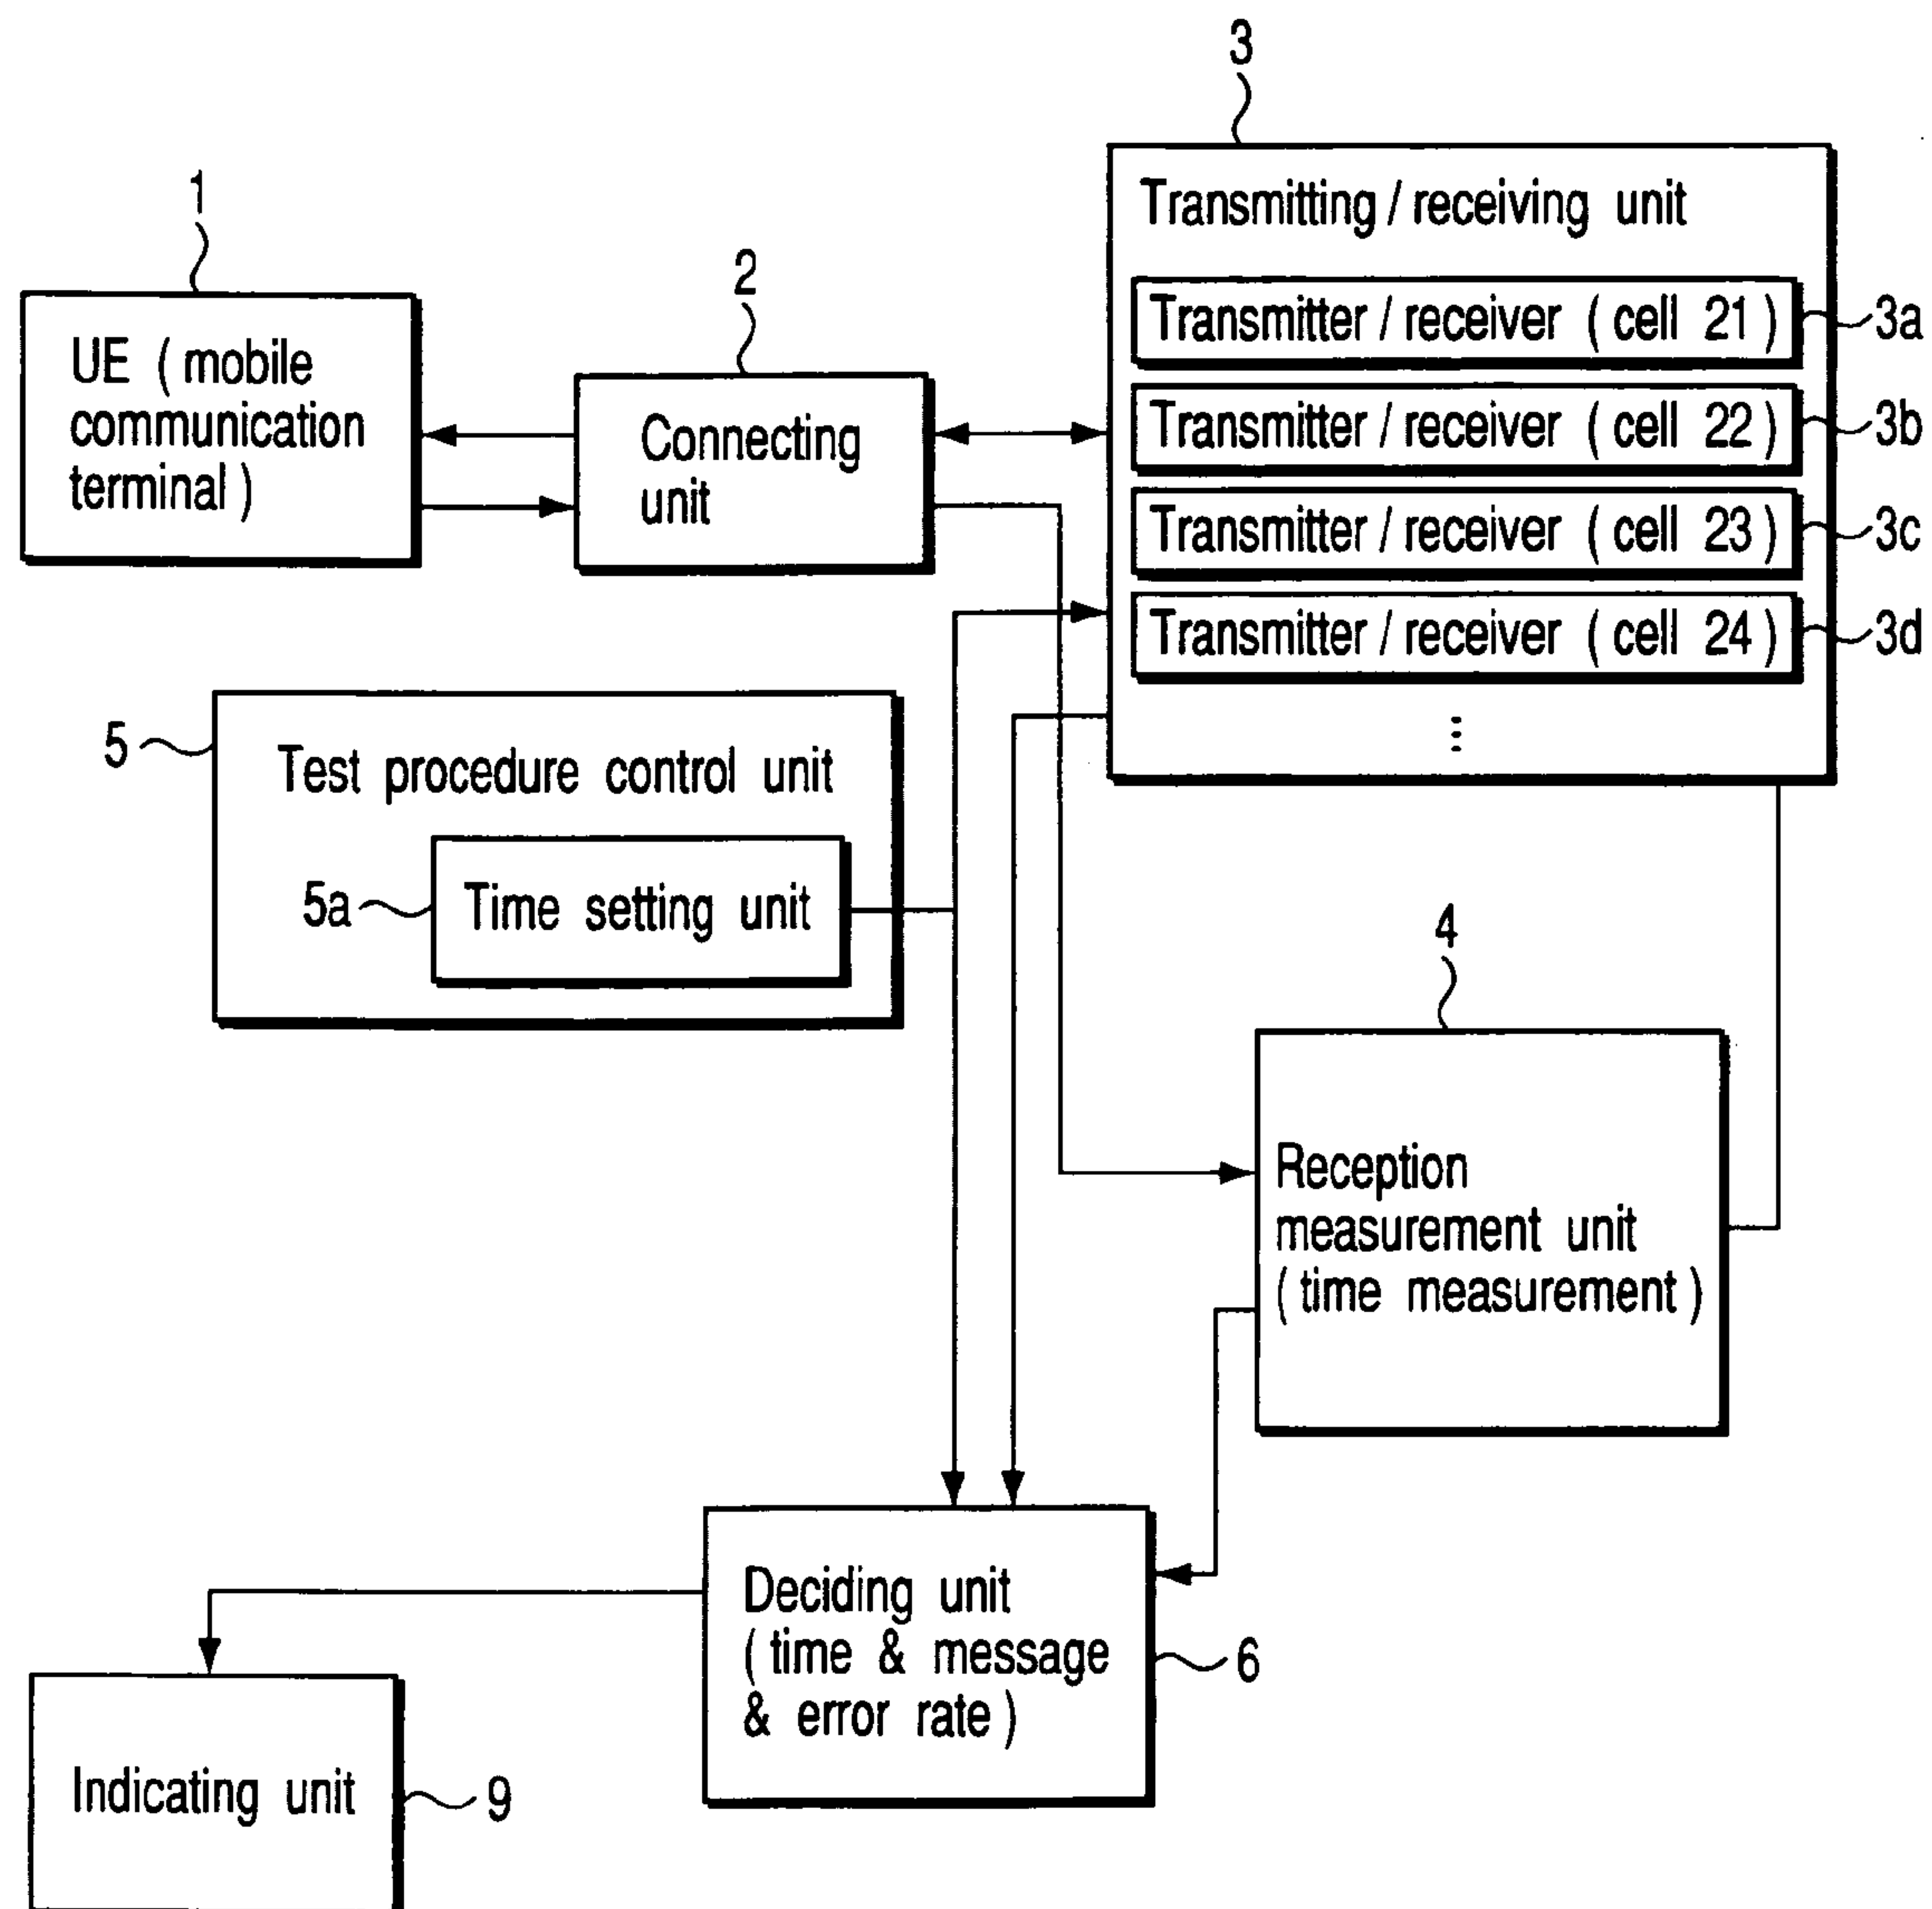 3
Transmitting / receiving unit
1
2
Transmitter / receiver ( cell 21 )
3a
UE ( mobile
communication
terminal )
Transmitter / receiver ( cell 22 )
3b
Connecting
unit
Transmitter / receiver ( cell 23 )
3c
Transmitter / receiver ( cell 24 )
3d
5
Test procedure control unit
5a
Time setting unit
4
Reception
measurement unit
( time measurement )
Deciding unit
( time & message
& error rate )
6
Indicating unit
9